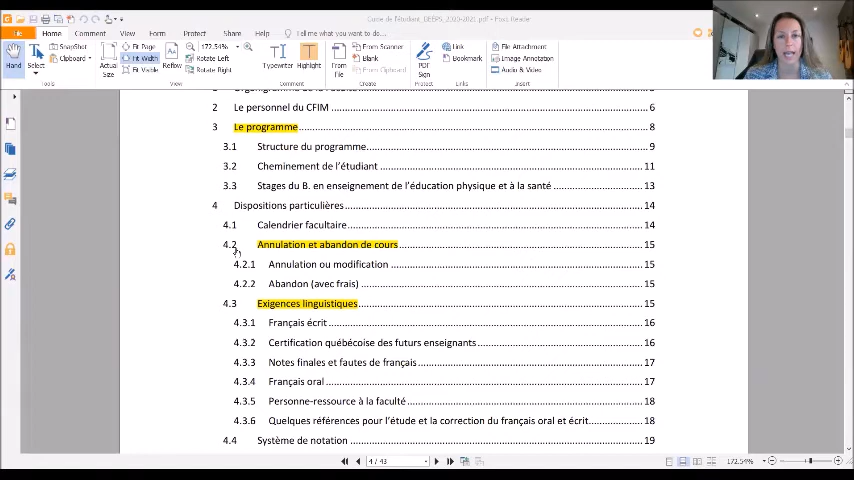 Guide de l'étudiant_BEEPS_2020-2021.pdf - Foxit Reader
File Home Comment View Form Protect Share Help Tell me what you want to do...
Hand
Select
SnapShot
Clipboard
Actual Size
Fit Page
Fit Width
Fit Visible
Reflow
172.54%
Rotate Left
Rotate Right
View
Typewriter
Highlight
Comment
From File
From Scanner
Blank
Create
PDF Sign
Protect
Link
Bookmark
Links
File Attachment
Image Annotation
Audio & Video
Insert
2 Le personnel du CFIM 6
3 Le programme 8
3.1 Structure du programme 9
3.2 Cheminement de l'étudiant 11
3.3 Stages du B. en enseignement de l'éducation physique et à la santé 13
4 Dispositions particulières 14
4.1 Calendrier facultaire 14
4.2 Annulation et abandon de cours 15
4.2.1 Annulation ou modification 15
4.2.2 Abandon (avec frais) 15
4.3 Exigences linguistiques 15
4.3.1 Français écrit 16
4.3.2 Certification québécoise des futurs enseignants 16
4.3.3 Notes finales et fautes de français 17
4.3.4 Français oral 17
4.3.5 Personne-ressource à la faculté 18
4.3.6 Quelques références pour l'étude et la correction du français oral et écrit 18
4.4 Système de notation 19
4 / 43
172.54%